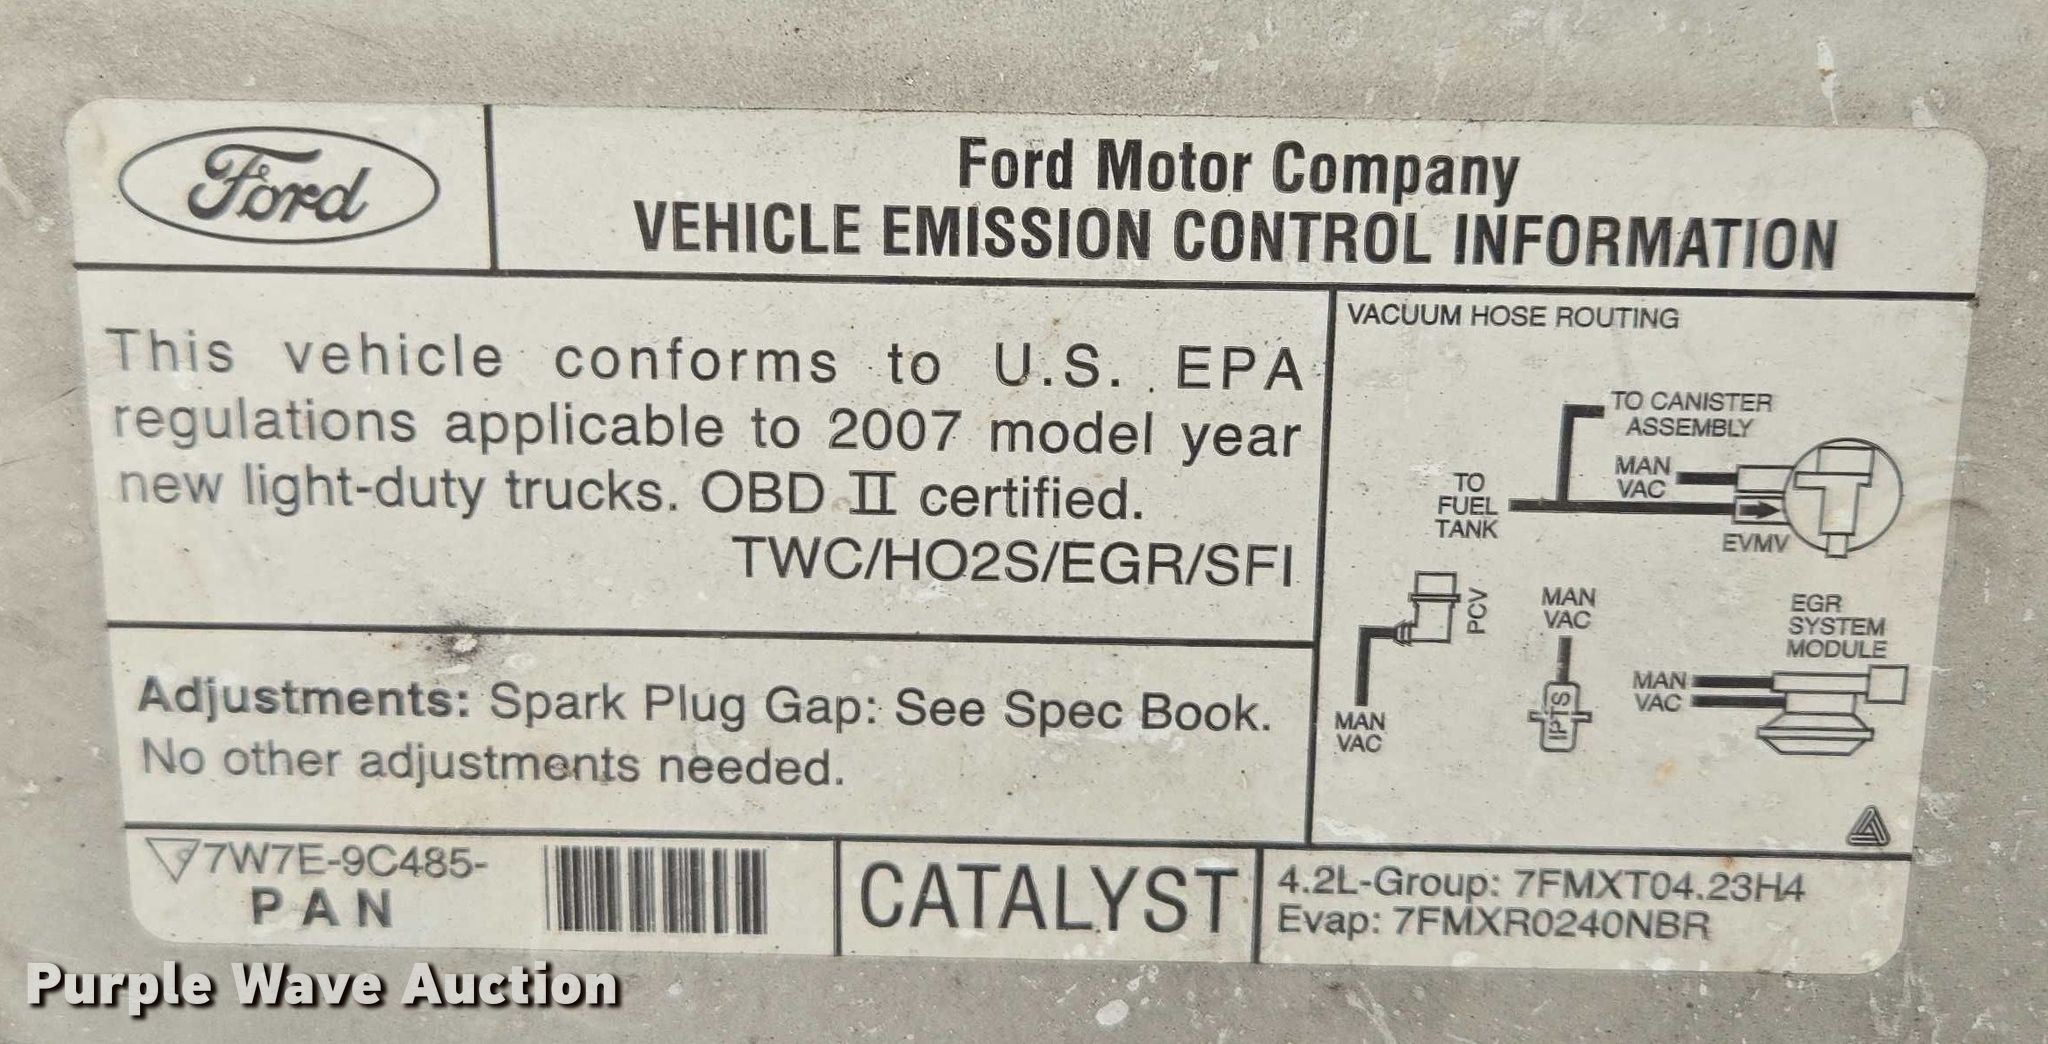 Ford
Ford Motor Company
VEHICLE EMISSION CONTROL INFORMATION
This vehicle conforms to U.S. EPA
regulations applicable to 2007 model year
new light-duty trucks. OBD II certified.
TWC/HO2S/EGR/SFI
Adjustments: Spark Plug Gap: See Spec Book.
No other adjustments needed.
VACUUM HOSE ROUTING
TO CANISTER
ASSEMBLY
MAN
VAC
TO
FUEL
TANK
EVMV
PCV
MAN
VAC
MAN
VAC
IPTS
EGR
SYSTEM
MODULE
MAN
VAC
7W7E-9C485-
PAN
CATALYST
4.2L-Group: 7FMXT04.23H4
Evap: 7FMXR0240NBR
Purple Wave Auction